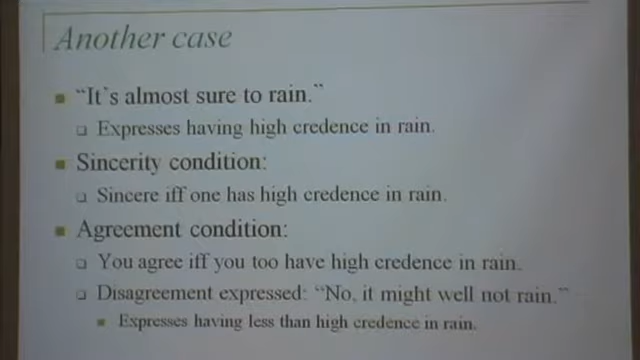 Another case
"It's almost sure to rain."
Expresses having high credence in rain.
Sincerity condition:
Sincere iff one has high credence in rain.
Agreement condition:
You agree iff you too have high credence in rain.
Disagreement expressed: "No, it might well not rain."
Expresses having less than high credence in rain.